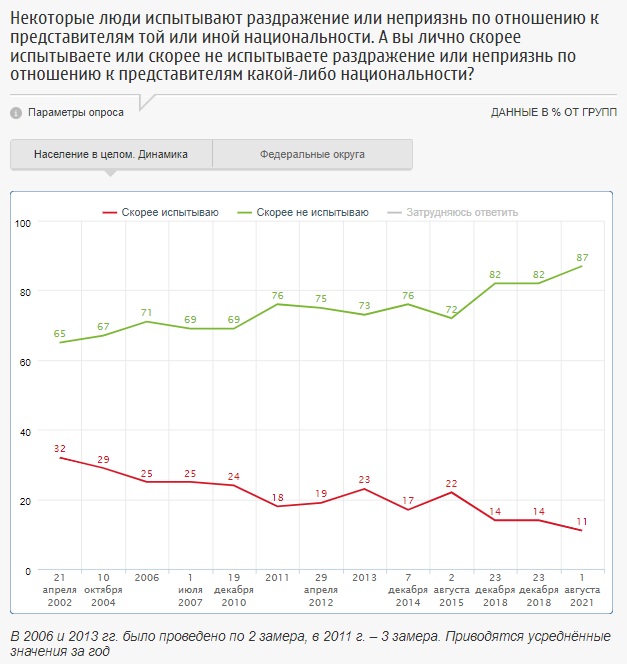 Некоторые люди испытывают раздражение или неприязнь по отношению к
представителям той или иной национальности. А вы лично скорее
испытываете или скорее не испытываете раздражение или неприязнь по
отношению к представителям какой-либо национальности?
Параметры опроса
ДАННЫЕ В % ОТ ГРУПП
Население в целом. Динамика
Федеральные округа
Скорее испытываю
Скорее не испытываю
Затрудняюсь ответить
100
80
60
40
20
0
65
67
71
69
69
76
75
73
76
72
82
82
87
32
29
25
25
24
18
19
23
17
22
14
14
11
21
апреля
2002
10
октября
2004
2006
1
июля
2007
19
декабря
2010
2011
29
апреля
2012
2013
7
декабря
2014
2
августа
2015
23
декабря
2018
23
декабря
2018
1
августа
2021
В 2006 и 2013 гг. было проведено по 2 замера, в 2011 г. – 3 замера. Приводятся усреднённые
значения за год